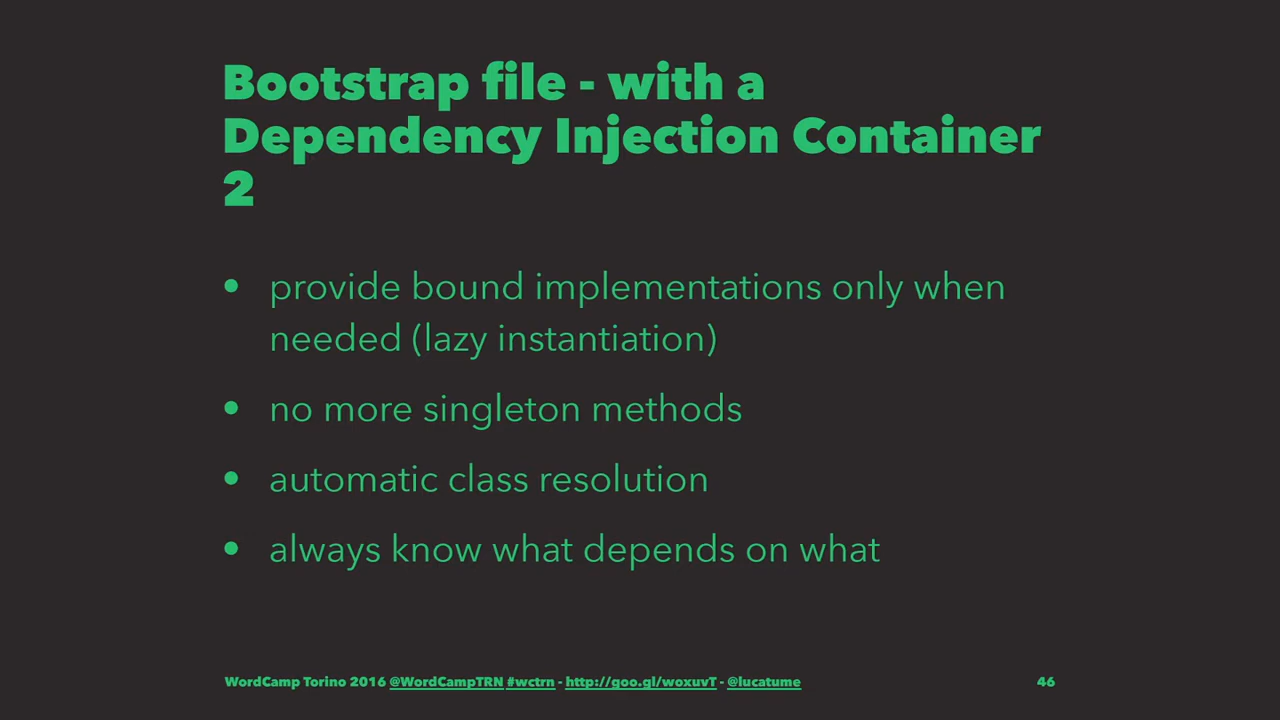 Bootstrap file - with a
Dependency Injection Container
2
• provide bound implementations only when
needed (lazy instantiation)
• no more singleton methods
• automatic class resolution
• always know what depends on what
WordCamp Torino 2016 @WordCampTRN #wctrn - http://goo.gl/woxuvT - @lucatume 46